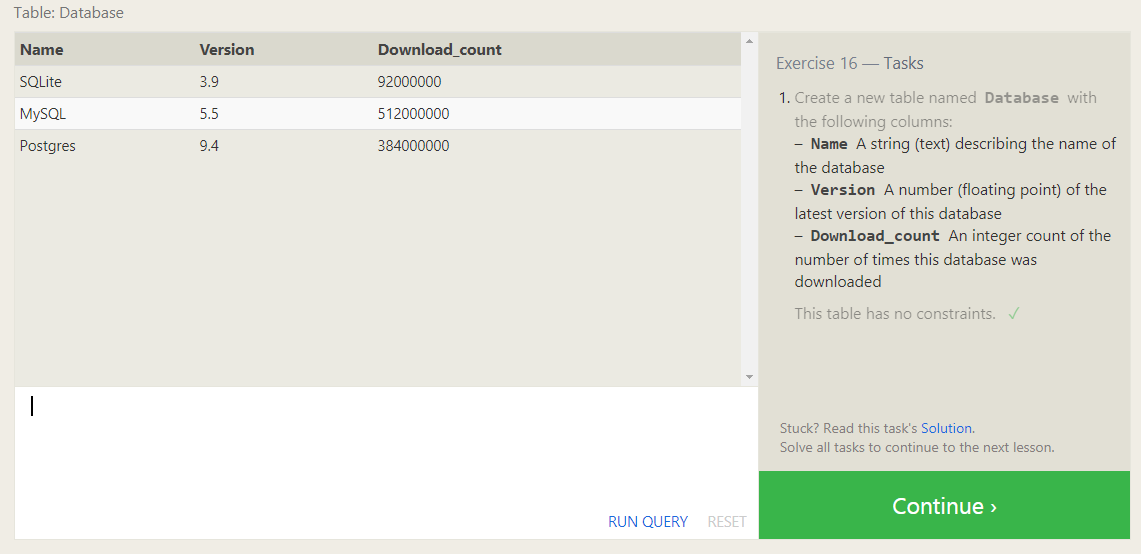 Table: Database
Name Version Download_count
SQLite 3.9 92000000
MySQL 5.5 512000000
Postgres 9.4 384000000
RUN QUERY RESET
Exercise 16 — Tasks
1. Create a new table named Database with
the following columns:
– Name A string (text) describing the name of
the database
– Version A number (floating point) of the
latest version of this database
– Download_count An integer count of the
number of times this database was
downloaded
This table has no constraints. ✓
Stuck? Read this task's Solution.
Solve all tasks to continue to the next lesson.
Continue ›